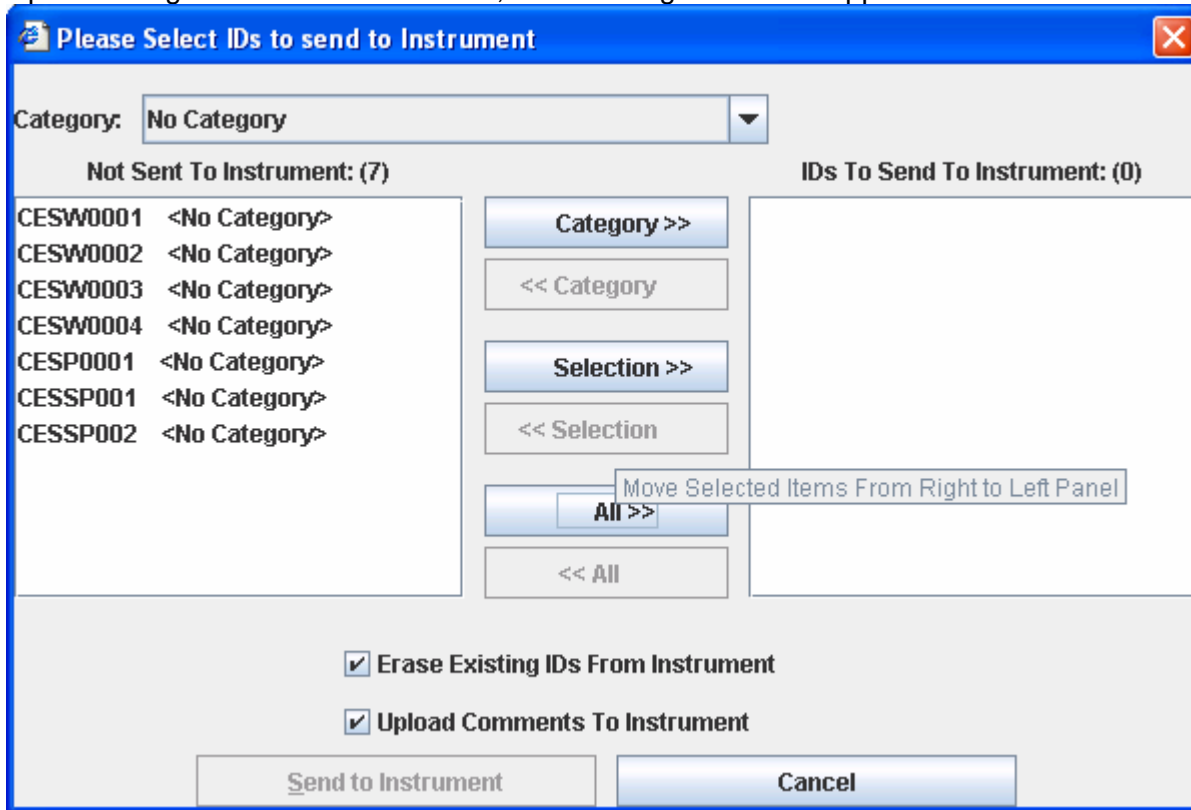 Please Select IDs to send to Instrument
Category: No Category
Not Sent To Instrument: (7)
IDs To Send To Instrument: (0)
CESW0001 <No Category>
CESW0002 <No Category>
CESW0003 <No Category>
CESW0004 <No Category>
CESP0001 <No Category>
CESSP001 <No Category>
CESSP002 <No Category>
Category >>
<< Category
Selection >>
<< Selection
Move Selected Items From Right to Left Panel
All >>
<< All
Erase Existing IDs From Instrument
Upload Comments To Instrument
Send to Instrument
Cancel